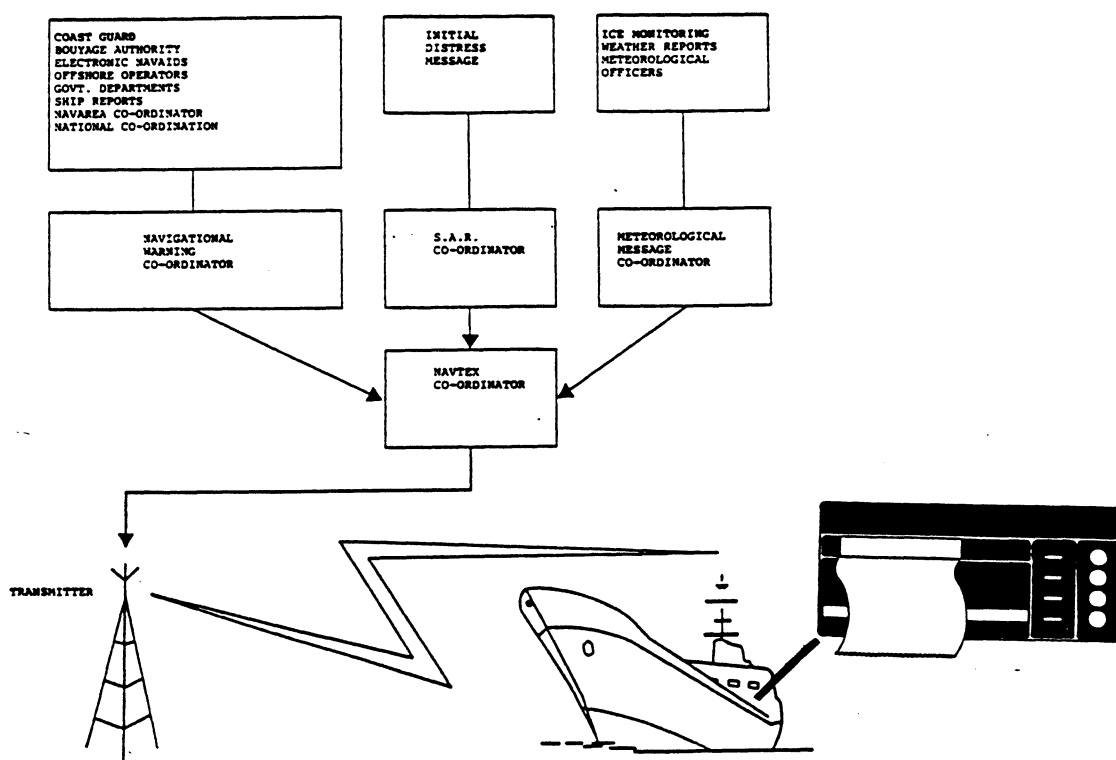 COAST GUARD
BOUYAGE AUTHORITY
ELECTRONIC NAVAIDS
OFFSHORE OPERATORS
GOVT. DEPARTMENTS
SHIP REPORTS
NAVAREA CO-ORDINATOR
NATIONAL CO-ORDINATION
INITIAL
DISTRESS
MESSAGE
ICE MONITORING
WEATHER REPORTS
METEOROLOGICAL
OFFICERS
NAVIGATIONAL
WARNING
CO-ORDINATOR
S.A.R.
CO-ORDINATOR
METEOROLOGICAL
MESSAGE
CO-ORDINATOR
NAVTEX
CO-ORDINATOR
TRANSMITTER